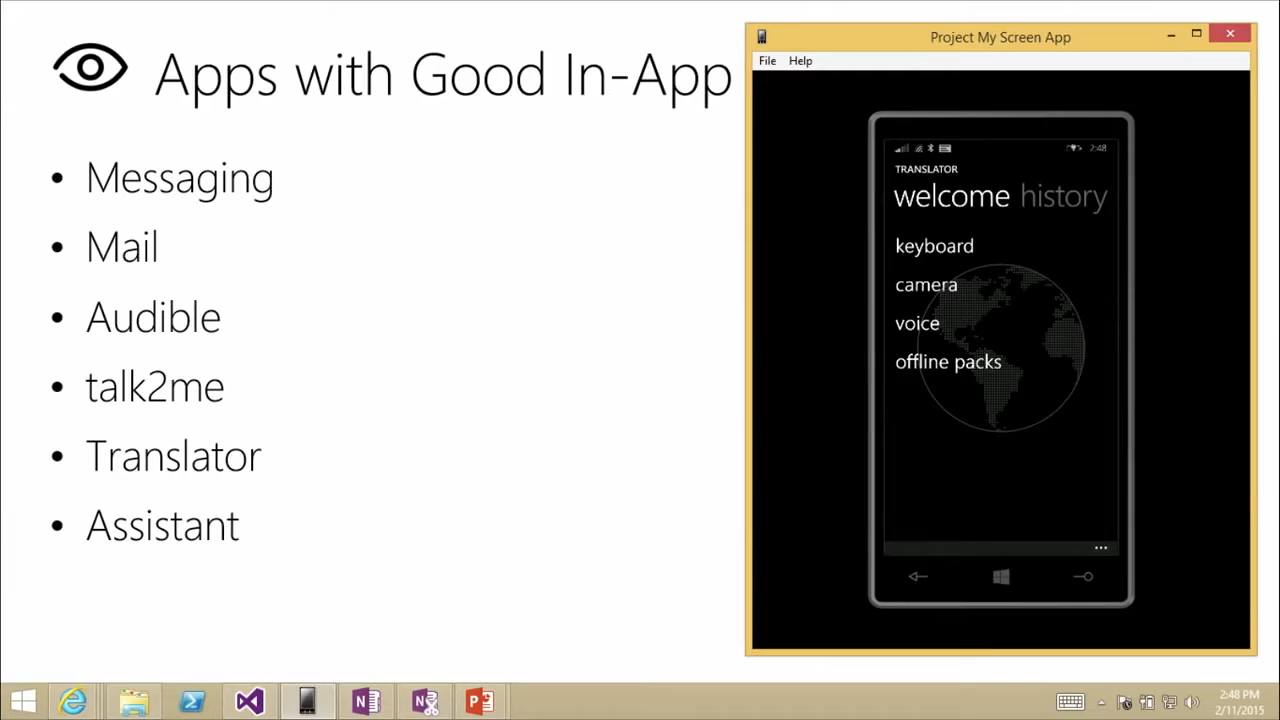 Apps with Good In-App
• Messaging
• Mail
• Audible
• talk2me
• Translator
• Assistant
Project My Screen App
File Help
2:48
TRANSLATOR
welcome history
keyboard
camera
voice
offline packs
2:48 PM
2/11/2015